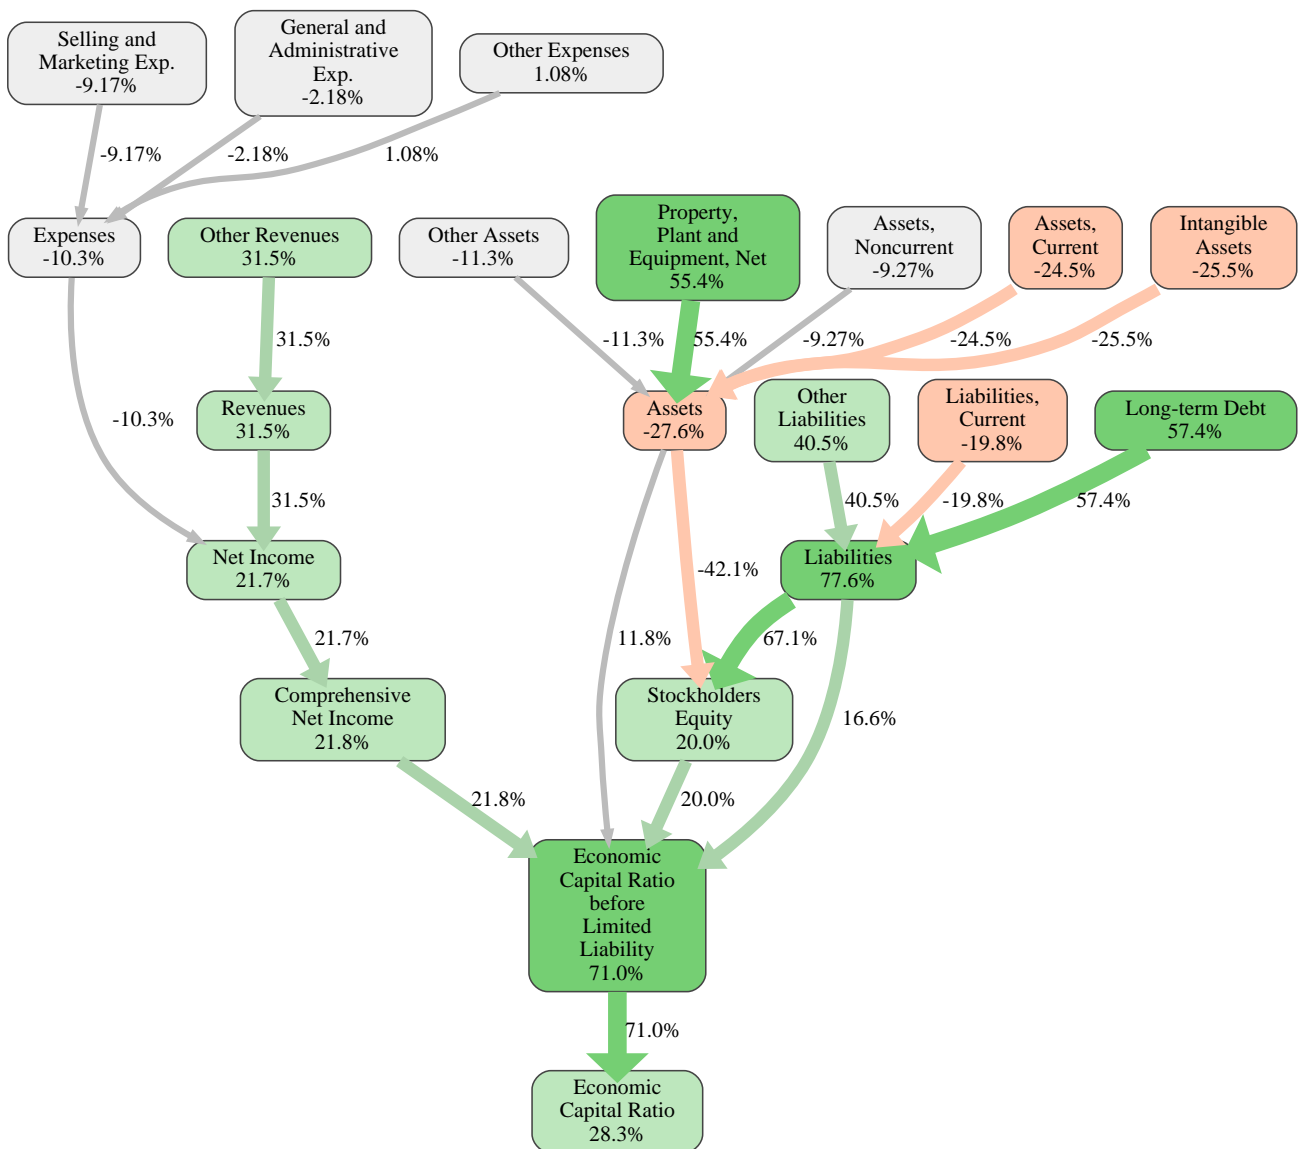 Selling and
Marketing Exp.
-9.17%
General and
Administrative
Exp.
-2.18%
Other Expenses
1.08%
-9.17%
-2.18%
1.08%
Expenses
-10.3%
Other Revenues
31.5%
Other Assets
-11.3%
Property,
Plant and
Equipment, Net
55.4%
Assets,
Noncurrent
-9.27%
Assets,
Current
-24.5%
Intangible
Assets
-25.5%
31.5%
-11.3%
55.4%
-9.27%
-24.5%
-25.5%
-10.3%
Revenues
31.5%
Assets
-27.6%
Other
Liabilities
40.5%
Liabilities,
Current
-19.8%
Long-term Debt
57.4%
31.5%
40.5%
-19.8%
57.4%
Net Income
21.7%
-42.1%
Liabilities
77.6%
21.7%
11.8%
67.1%
Comprehensive
Net Income
21.8%
Stockholders
Equity
20.0%
16.6%
21.8%
20.0%
Economic
Capital Ratio
before
Limited
Liability
71.0%
71.0%
Economic
Capital Ratio
28.3%